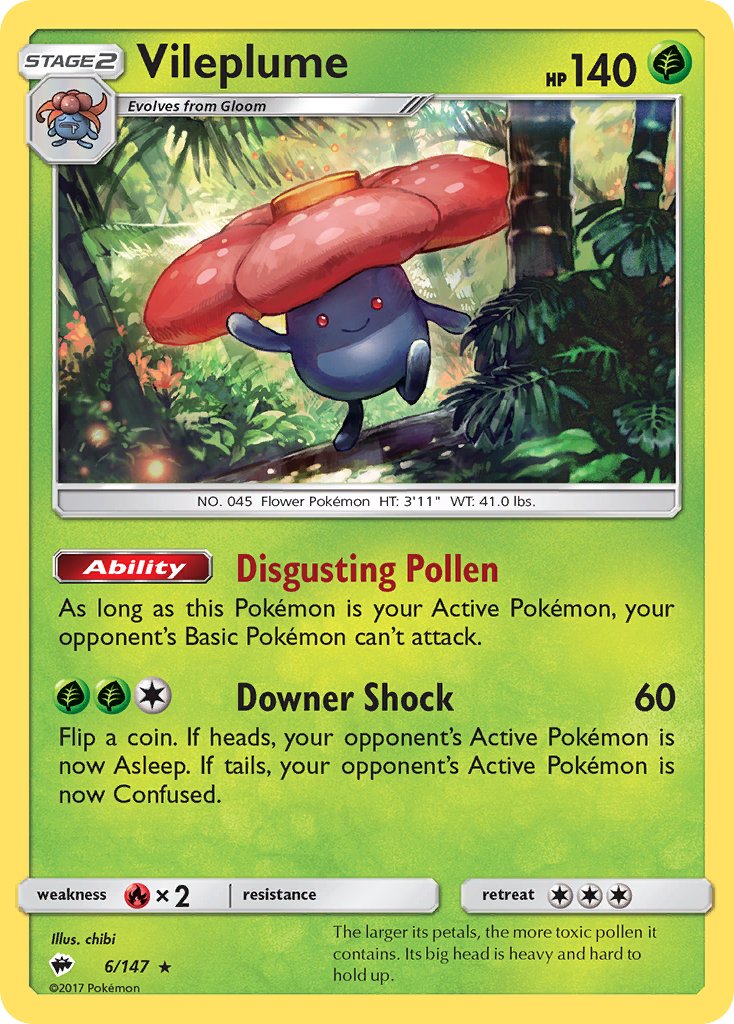 STAGE2 Vileplume HP 140
Evolves from Gloom
NO. 045 Flower Pokémon HT: 3'11" WT: 41.0 lbs.
Ability Disgusting Pollen
As long as this Pokémon is your Active Pokémon, your
opponent's Basic Pokémon can't attack.
Downer Shock 60
Flip a coin. If heads, your opponent's Active Pokémon is
now Asleep. If tails, your opponent's Active Pokémon is
now Confused.
weakness × 2 resistance retreat
Illus. chibi
6/147 ★
©2017 Pokémon
The larger its petals, the more toxic pollen it
contains. Its big head is heavy and hard to
hold up.